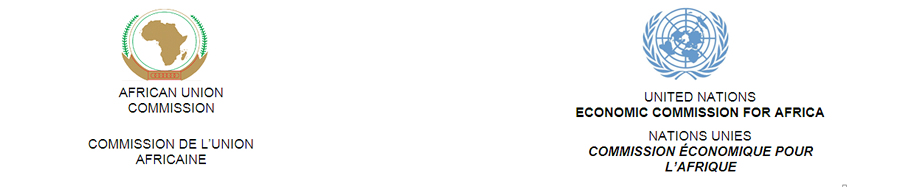 AFRICAN UNION
COMMISSION
COMMISSION DE L'UNION
AFRICAINE
UNITED NATIONS
ECONOMIC COMMISSION FOR AFRICA
NATIONS UNIES
COMMISSION ÉCONOMIQUE POUR
L'AFRIQUE